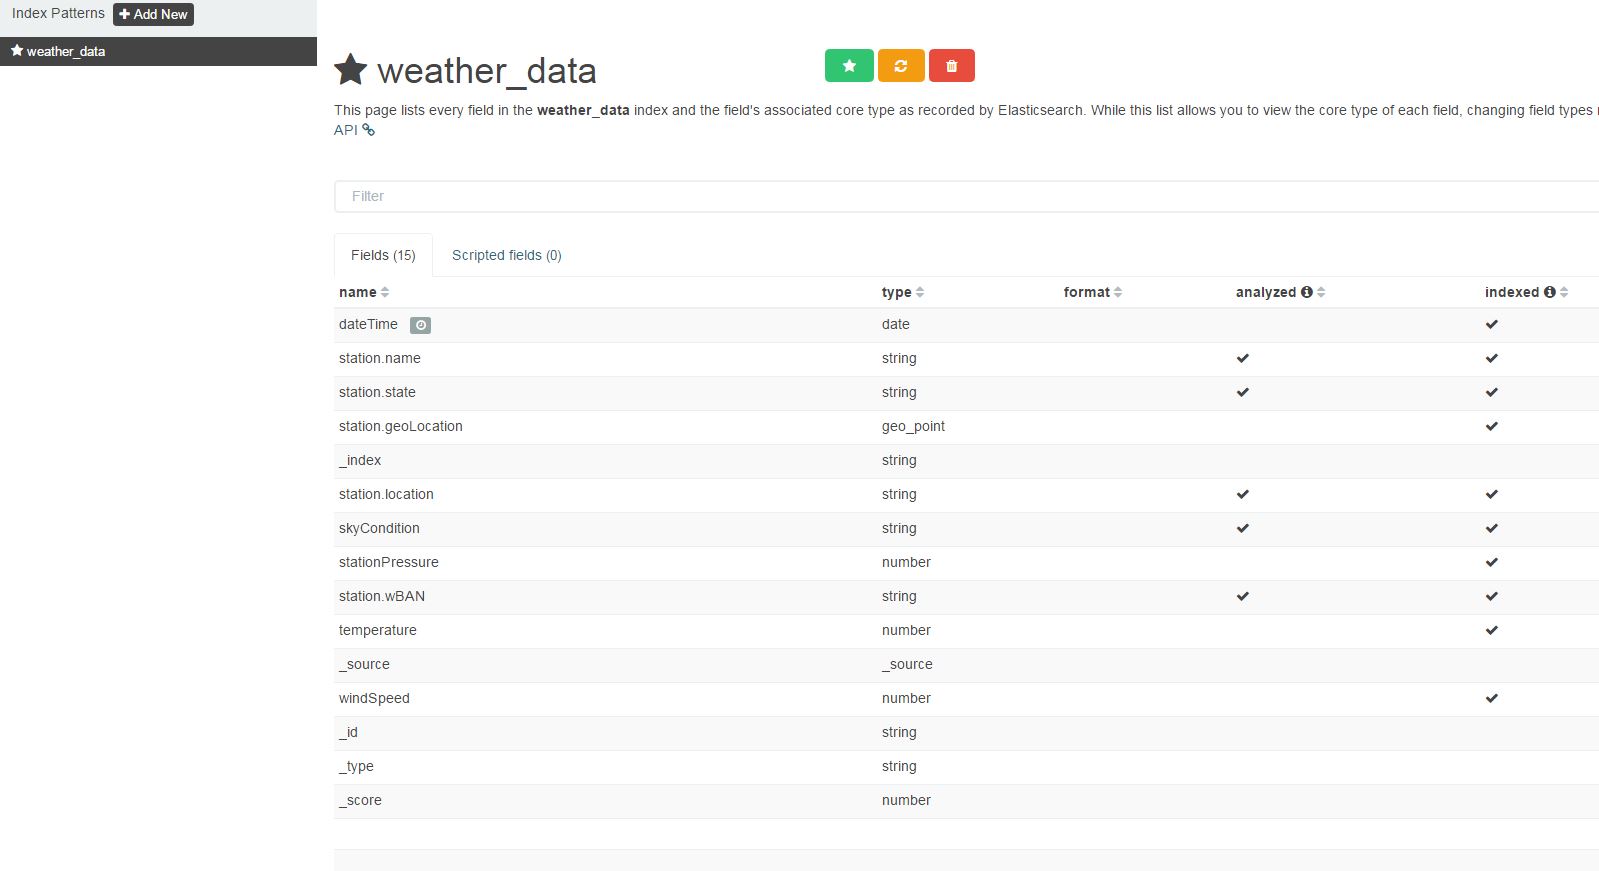 Index Patterns Add New
weather_data
weather_data
This page lists every field in the weather_data index and the field's associated core type as recorded by Elasticsearch. While this list allows you to view the core type of each field, changing field types
API
Filter
Fields (15) Scripted fields (0)
name type format analyzed indexed
dateTime date
station.name string
station.state string
station.geoLocation geo_point
_index string
station.location string
skyCondition string
stationPressure number
station.wBAN string
temperature number
_source _source
windSpeed number
_id string
_type string
_score number